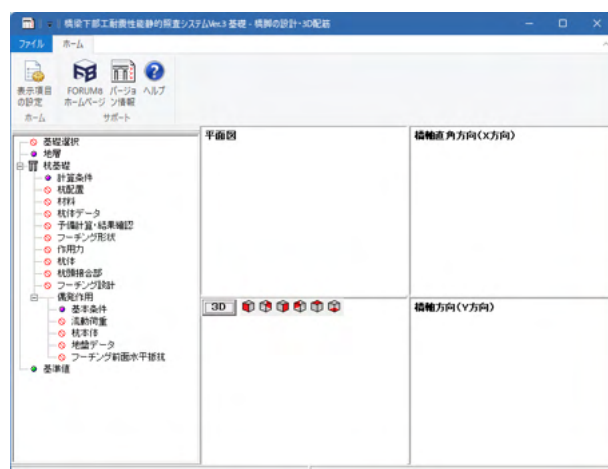 橋梁下部工耐震性能静的照査システムVer.3 基礎 - 橋脚の設計・3D配筋
ファイル ホーム
表示項目の設定
FORUM8 ホームページ
バージョン情報
ヘルプ
ホーム サポート
基礎選択
地層
杭基礎
計算条件
杭配置
材料
杭体データ
予備計算・結果確認
フーチング形状
作用力
杭体
杭頭接合部
フーチング設計
偶発作用
基本条件
流動荷重
杭本体
地盤データ
フーチング前面水平抵抗
基準値
平面図
橋軸直角方向(X方向)
3D
橋軸方向(Y方向)